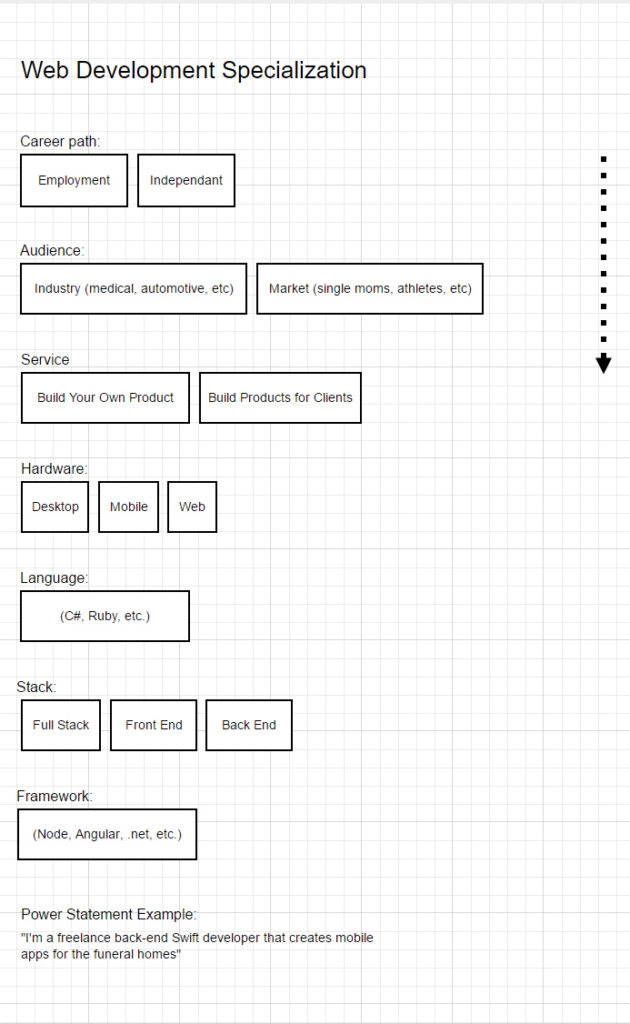 Web Development Specialization
Career path:
Employment
Independant
Audience:
Industry (medical, automotive, etc)
Market (single moms, athletes, etc)
Service
Build Your Own Product
Build Products for Clients
Hardware:
Desktop
Mobile
Web
Language:
(C#, Ruby, etc.)
Stack:
Full Stack
Front End
Back End
Framework:
(Node, Angular, .net, etc.)
Power Statement Example:
"I'm a freelance back-end Swift developer that creates mobile
apps for the funeral homes"